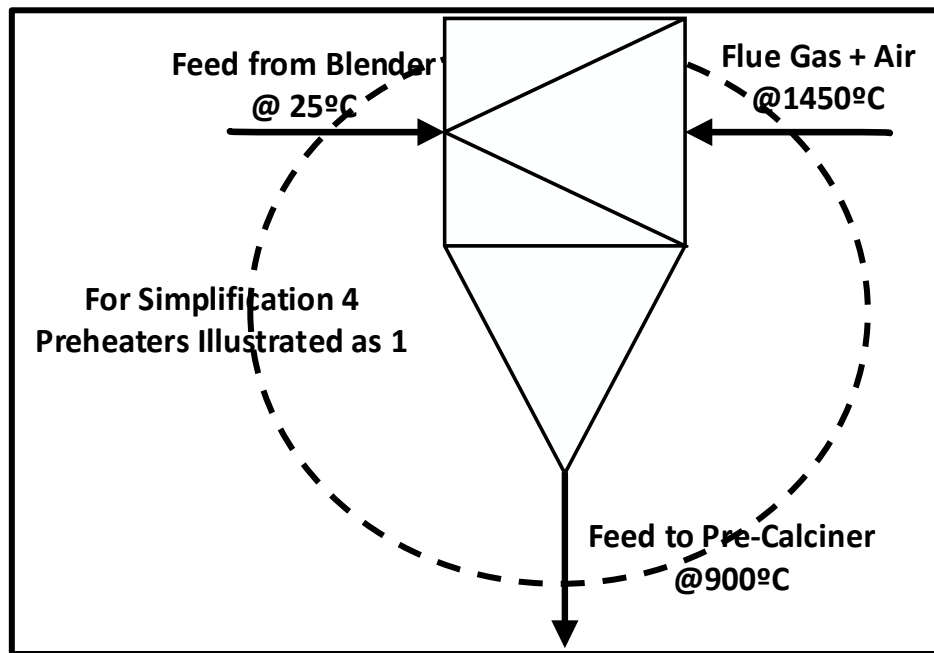 Feed from Blender
@ 25ºC
Flue Gas + Air
@1450ºC
For Simplification 4
Preheaters Illustrated as 1
Feed to Pre-Calciner
@900ºC